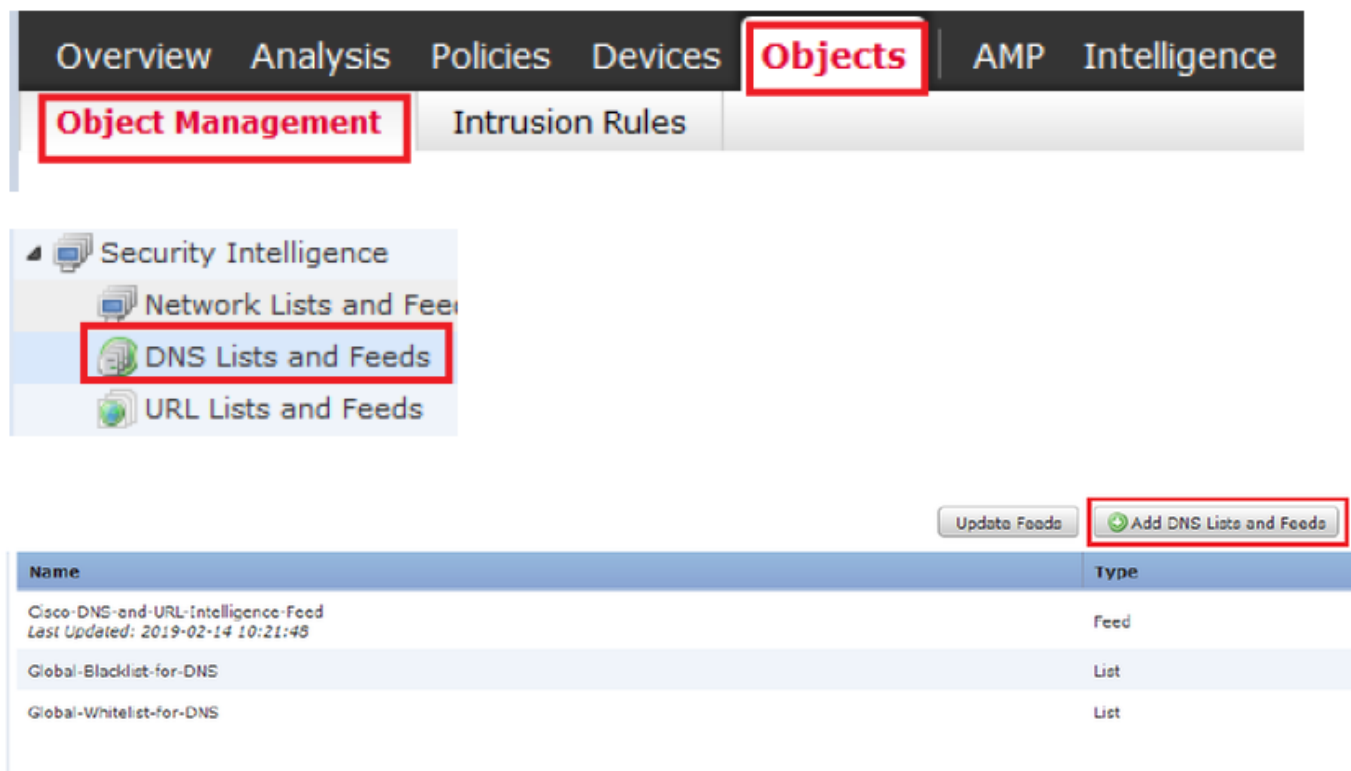 Overview Analysis Policies Devices Objects AMP Intelligence
Object Management Intrusion Rules
Security Intelligence
Network Lists and Fee
DNS Lists and Feeds
URL Lists and Feeds
Update Feeds Add DNS Lists and Feeds
Name Type
Cisco-DNS-and-URL-Intelligence-Feed Feed
Last Updated: 2019-02-14 10:21:48
Global-Blacklist-for-DNS List
Global-Whitelist-for-DNS List